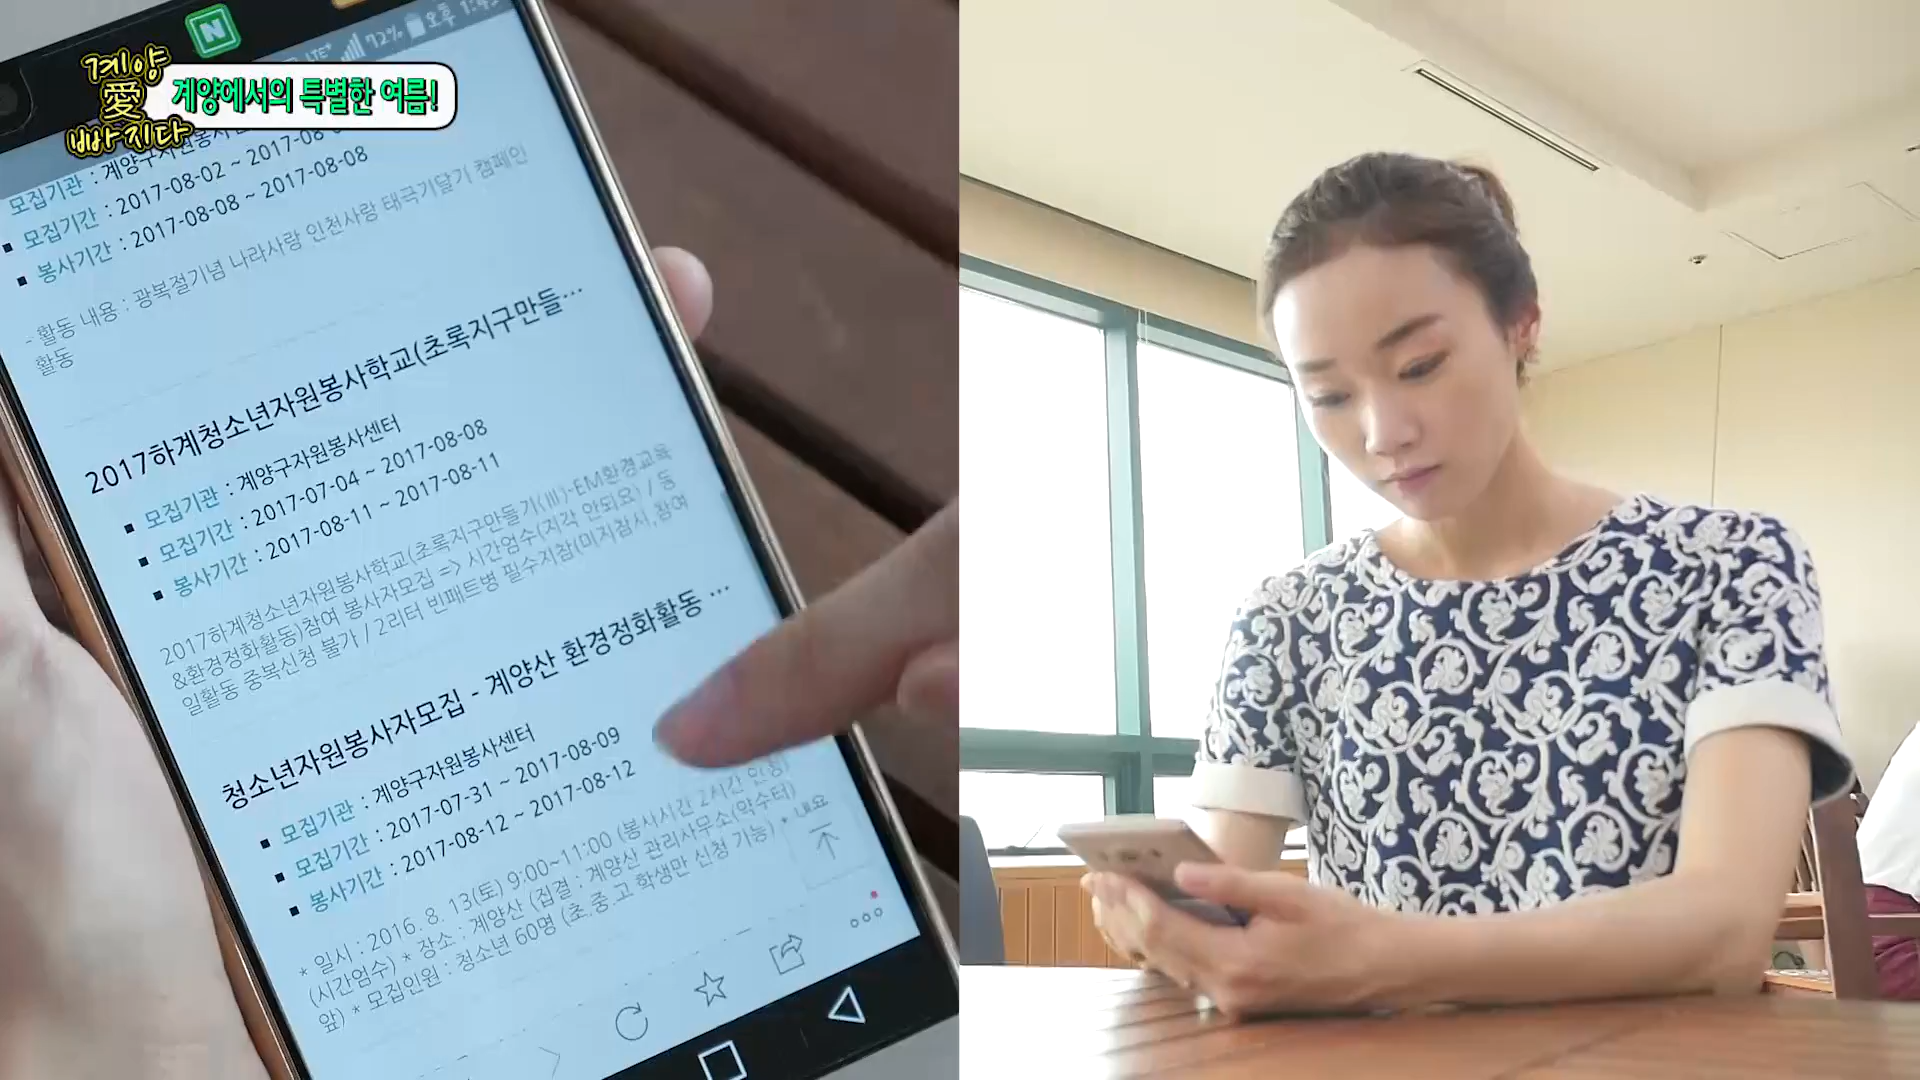 계양
愛
빠지다
계양에서의 특별한 여름!
N
LTE 72% 오후 1:4
모집기관 : 계양구자원봉사
모집기간 : 2017-08-02 ~ 2017-08-0
봉사기간 : 2017-08-08 ~ 2017-08-08
- 활동 내용 : 광복절기념 나라사랑 인천사랑 태극기달기 캠페인
활동
2017하계청소년자원봉사학교(초록지구만들…
모집기관 : 계양구자원봉사센터
모집기간 : 2017-07-04 ~ 2017-08-08
봉사기간 : 2017-08-11 ~ 2017-08-11
2017하계청소년자원봉사학교(초록지구만들기(III)-EM환경교육
&환경정화활동)참여 봉사자모집 => 시간엄수(지각 안되요) / 동
일활동 중복신청 불가 / 2리터 빈패트병 필수지참(미지참시,참여
청소년자원봉사자모집 - 계양산 환경정화활동 …
모집기관 : 계양구자원봉사센터
모집기간 : 2017-07-31 ~ 2017-08-09
봉사기간 : 2017-08-12 ~ 2017-08-12
* 일시 : 2016. 8. 13(토) 9:00~11:00 (봉사시간 2시간 인정)
(시간엄수) * 장소 : 계양산 (집결 : 계양산 관리사무소(약수터)
앞) * 모집인원 : 청소년 60명 (초.중.고 학생만 신청 가능) * 내용